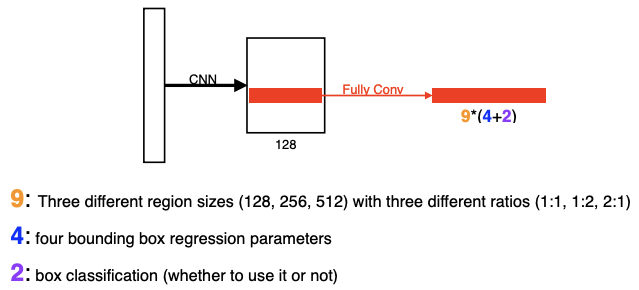 CNN
Fully Conv
9*(4+2)
128
9: Three different region sizes (128, 256, 512) with three different ratios (1:1, 1:2, 2:1)
4: four bounding box regression parameters
2: box classification (whether to use it or not)